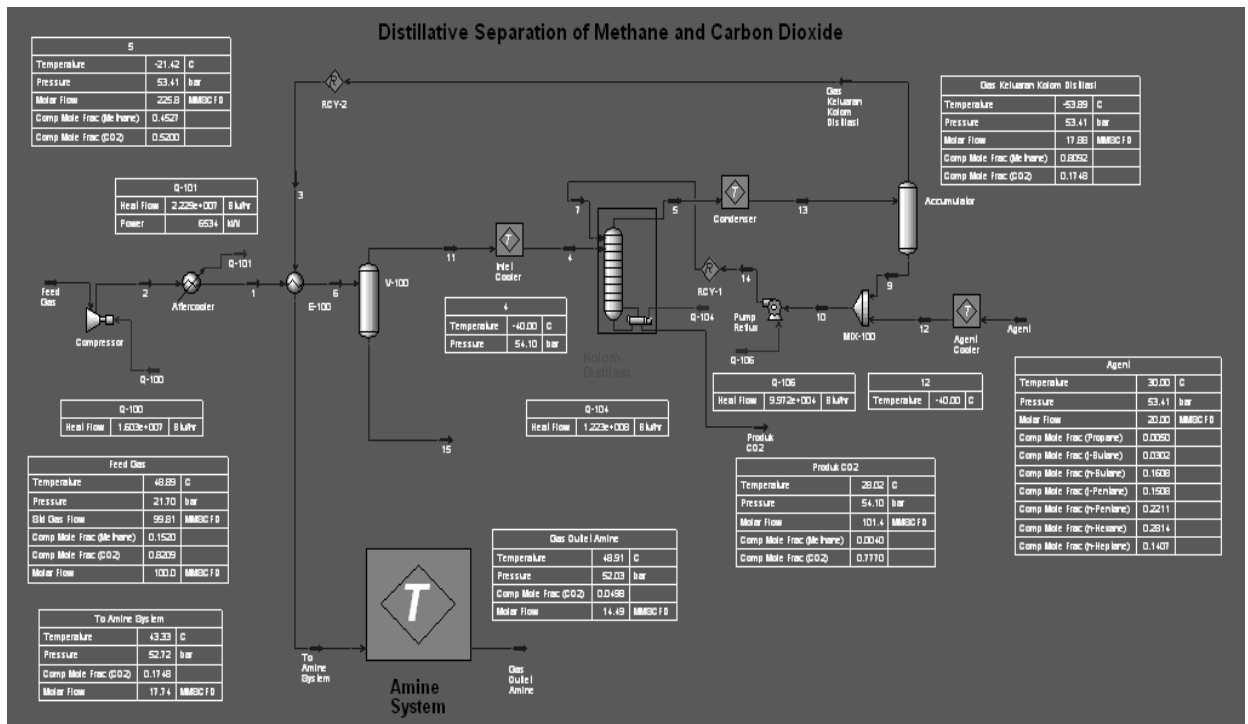 Distillative Separation of Methane and Carbon Dioxide
5
Temperature -21.42 C
Pressure 53.41 bar
Molar Flow 225.8 MMSCFD
Comp Mole Frac (Methane) 0.4527
Comp Mole Frac (CO2) 0.5200
RCY-2
Gas
Keluaran
Kolom
Distilasi
Gas Keluaran Kolom Distilasi
Temperature -53.89 C
Pressure 53.41 bar
Molar Flow 17.88 MMSCFD
Comp Mole Frac (Methane) 0.8092
Comp Mole Frac (CO2) 0.1748
Q-101
Heat Flow 2.229e+007 Btu/hr
Power 6534 kW
3
7
5
Condenser
13
Accumulator
Feed
Gas
2
Q-101
1
6
V-100
11
Inlet
Cooler
4
RCY-1
14
9
Compressor
Aftercooler
E-100
Q-100
4
Temperature -40.00 C
Pressure 54.10 bar
Kolom
Distilasi
Q-104
Pump
Reflux
10
MIX-100
12
Agent
Cooler
Agent
Q-106
Q-100
Heat Flow 1.603e+007 Btu/hr
15
Q-104
Heat Flow 1.223e+008 Btu/hr
Q-106
Heat Flow 9.972e+004 Btu/hr
12
Temperature -40.00 C
Produk
CO2
Agent
Temperature 30.00 C
Pressure 53.41 bar
Molar Flow 20.00 MMSCFD
Comp Mole Frac (Propane) 0.0050
Comp Mole Frac (i-Butane) 0.0302
Comp Mole Frac (n-Butane) 0.1608
Comp Mole Frac (i-Pentane) 0.1508
Comp Mole Frac (n-Pentane) 0.2211
Comp Mole Frac (n-Hexane) 0.2814
Comp Mole Frac (n-Heptane) 0.1407
Feed Gas
Temperature 48.89 C
Pressure 21.70 bar
Std Gas Flow 99.81 MMSCFD
Comp Mole Frac (Methane) 0.1520
Comp Mole Frac (CO2) 0.8209
Molar Flow 100.0 MMSCFD
Produk CO2
Temperature 28.02 C
Pressure 54.10 bar
Molar Flow 101.4 MMSCFD
Comp Mole Frac (Methane) 0.0040
Comp Mole Frac (CO2) 0.7770
Gas Outlet Amine
Temperature 48.91 C
Pressure 52.03 bar
Comp Mole Frac (CO2) 0.0498
Molar Flow 14.49 MMSCFD
To Amine System
Temperature 43.33 C
Pressure 52.72 bar
Comp Mole Frac (CO2) 0.1748
Molar Flow 17.74 MMSCFD
To
Amine
System
Gas
Outlet
Amine
Amine
System